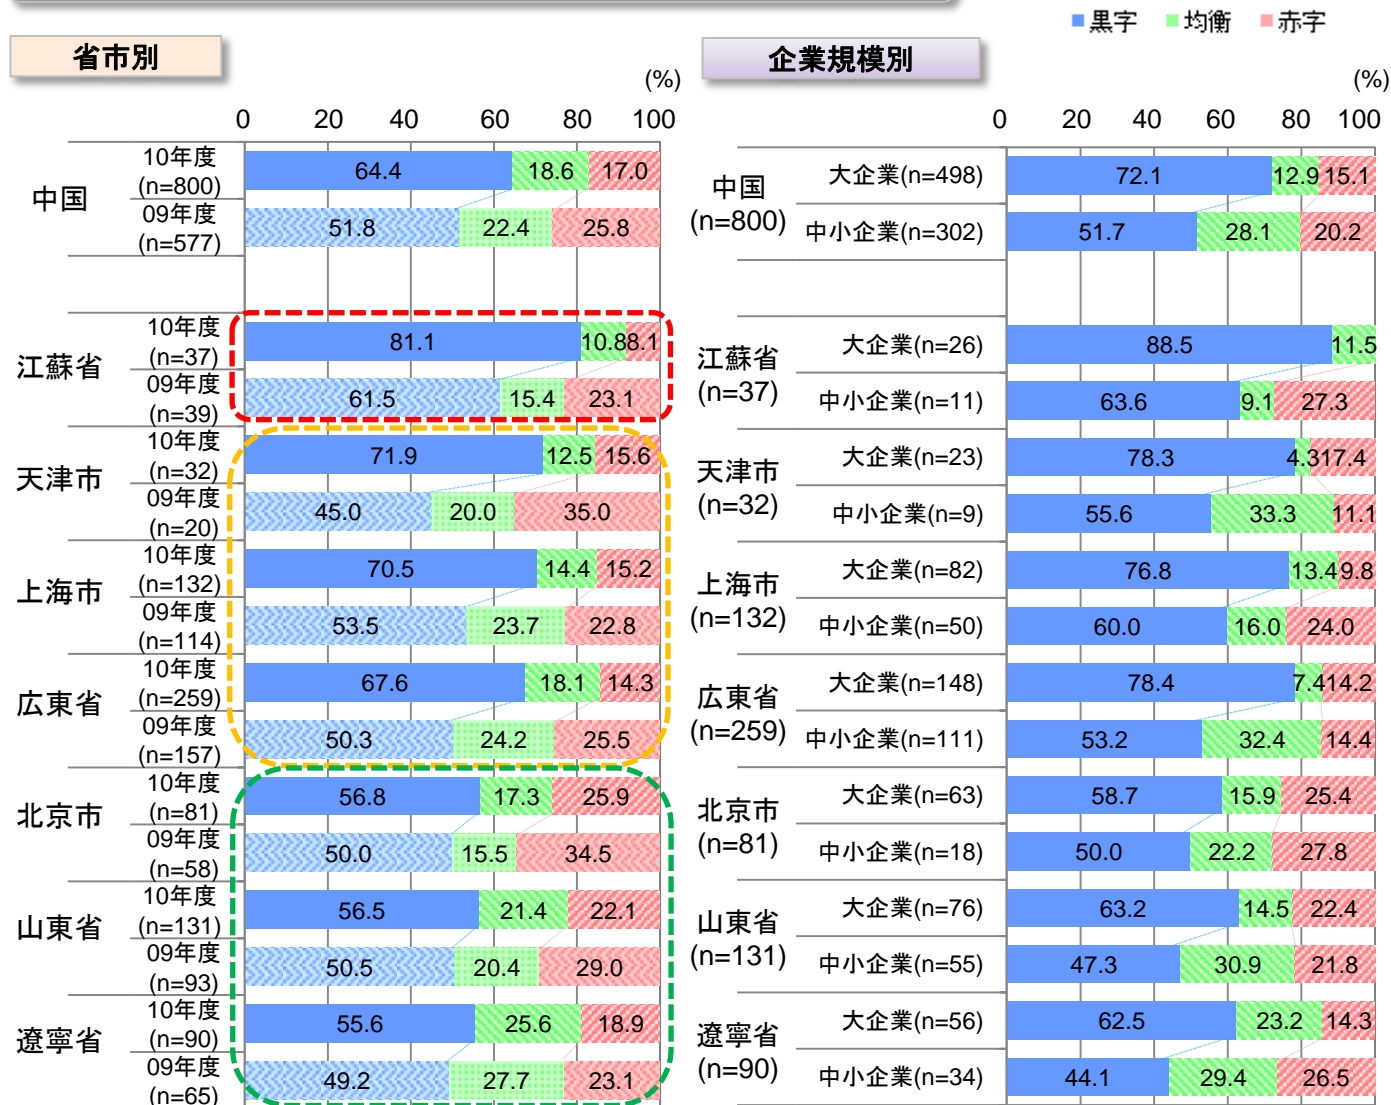 黒字 均衡 赤字
省市別
(%)
0 20 40 60 80 100
中国
10年度
(n=800)
64.4 18.6 17.0
09年度
(n=577)
51.8 22.4 25.8
江蘇省
10年度
(n=37)
81.1 10.8 8.1
09年度
(n=39)
61.5 15.4 23.1
天津市
10年度
(n=32)
71.9 12.5 15.6
09年度
(n=20)
45.0 20.0 35.0
上海市
10年度
(n=132)
70.5 14.4 15.2
09年度
(n=114)
53.5 23.7 22.8
広東省
10年度
(n=259)
67.6 18.1 14.3
09年度
(n=157)
50.3 24.2 25.5
北京市
10年度
(n=81)
56.8 17.3 25.9
09年度
(n=58)
50.0 15.5 34.5
山東省
10年度
(n=131)
56.5 21.4 22.1
09年度
(n=93)
50.5 20.4 29.0
遼寧省
10年度
(n=90)
55.6 25.6 18.9
09年度
(n=65)
49.2 27.7 23.1
企業規模別
(%)
0 20 40 60 80 100
中国
(n=800)
大企業(n=498) 72.1 12.9 15.1
中小企業(n=302) 51.7 28.1 20.2
江蘇省
(n=37)
大企業(n=26) 88.5 11.5
中小企業(n=11) 63.6 9.1 27.3
天津市
(n=32)
大企業(n=23) 78.3 4.3 17.4
中小企業(n=9) 55.6 33.3 11.1
上海市
(n=132)
大企業(n=82) 76.8 13.4 9.8
中小企業(n=50) 60.0 16.0 24.0
広東省
(n=259)
大企業(n=148) 78.4 7.4 14.2
中小企業(n=111) 53.2 32.4 14.4
北京市
(n=81)
大企業(n=63) 58.7 15.9 25.4
中小企業(n=18) 50.0 22.2 27.8
山東省
(n=131)
大企業(n=76) 63.2 14.5 22.4
中小企業(n=55) 47.3 30.9 21.8
遼寧省
(n=90)
大企業(n=56) 62.5 23.2 14.3
中小企業(n=34) 44.1 29.4 26.5